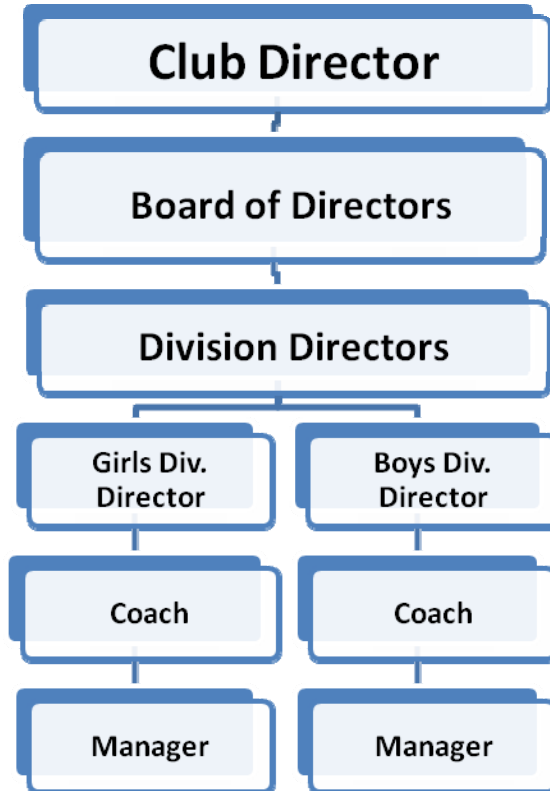 Club Director
Board of Directors
Division Directors
Girls Div.
Director
Boys Div.
Director
Coach
Coach
Manager
Manager